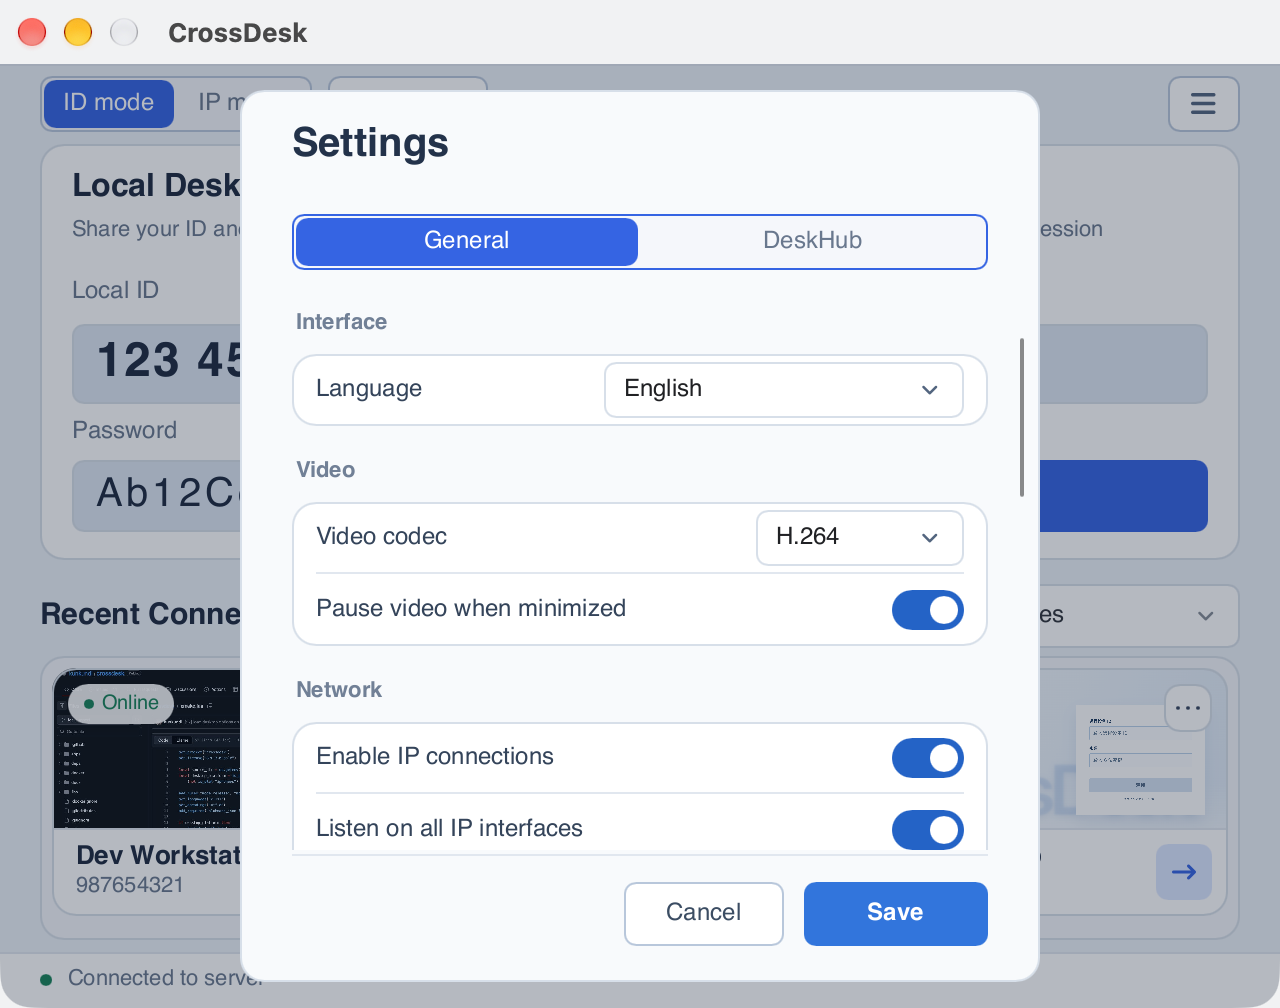 CrossDesk
ID mode
IP m
Settings
Local Desk
Share your ID an
ession
General
DeskHub
Local ID
Interface
123 45
Language
English
Password
Video
Ab12C
Video codec
H.264
Pause video when minimized
Recent Conne
es
Network
Online
Enable IP connections
Listen on all IP interfaces
Dev Workstat
987654321
Cancel
Save
Connected to server